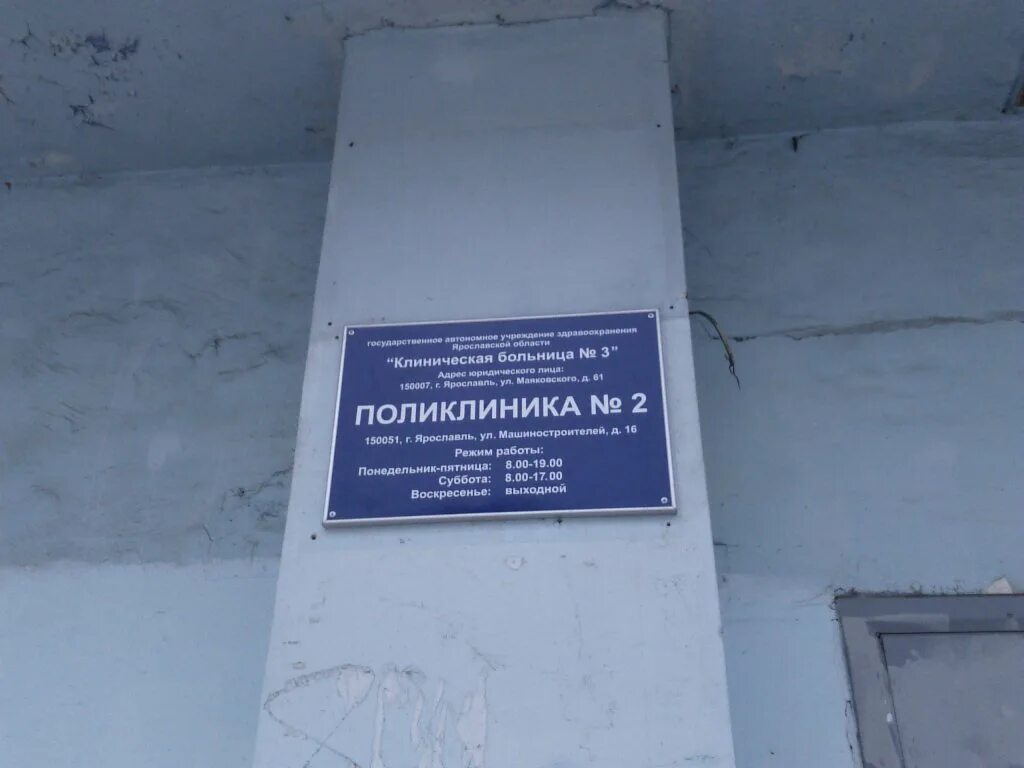 государственное автономное учреждение здравоохранения
Ярославской области
"Клиническая больница № 3"
Адрес юридического лица:
150007, г. Ярославль, ул. Маяковского, д. 61
ПОЛИКЛИНИКА № 2
150051, г. Ярославль, ул. Машиностроителей, д. 16
Режим работы:
Понедельник-пятница: 8.00-19.00
Суббота: 8.00-17.00
Воскресенье: выходной